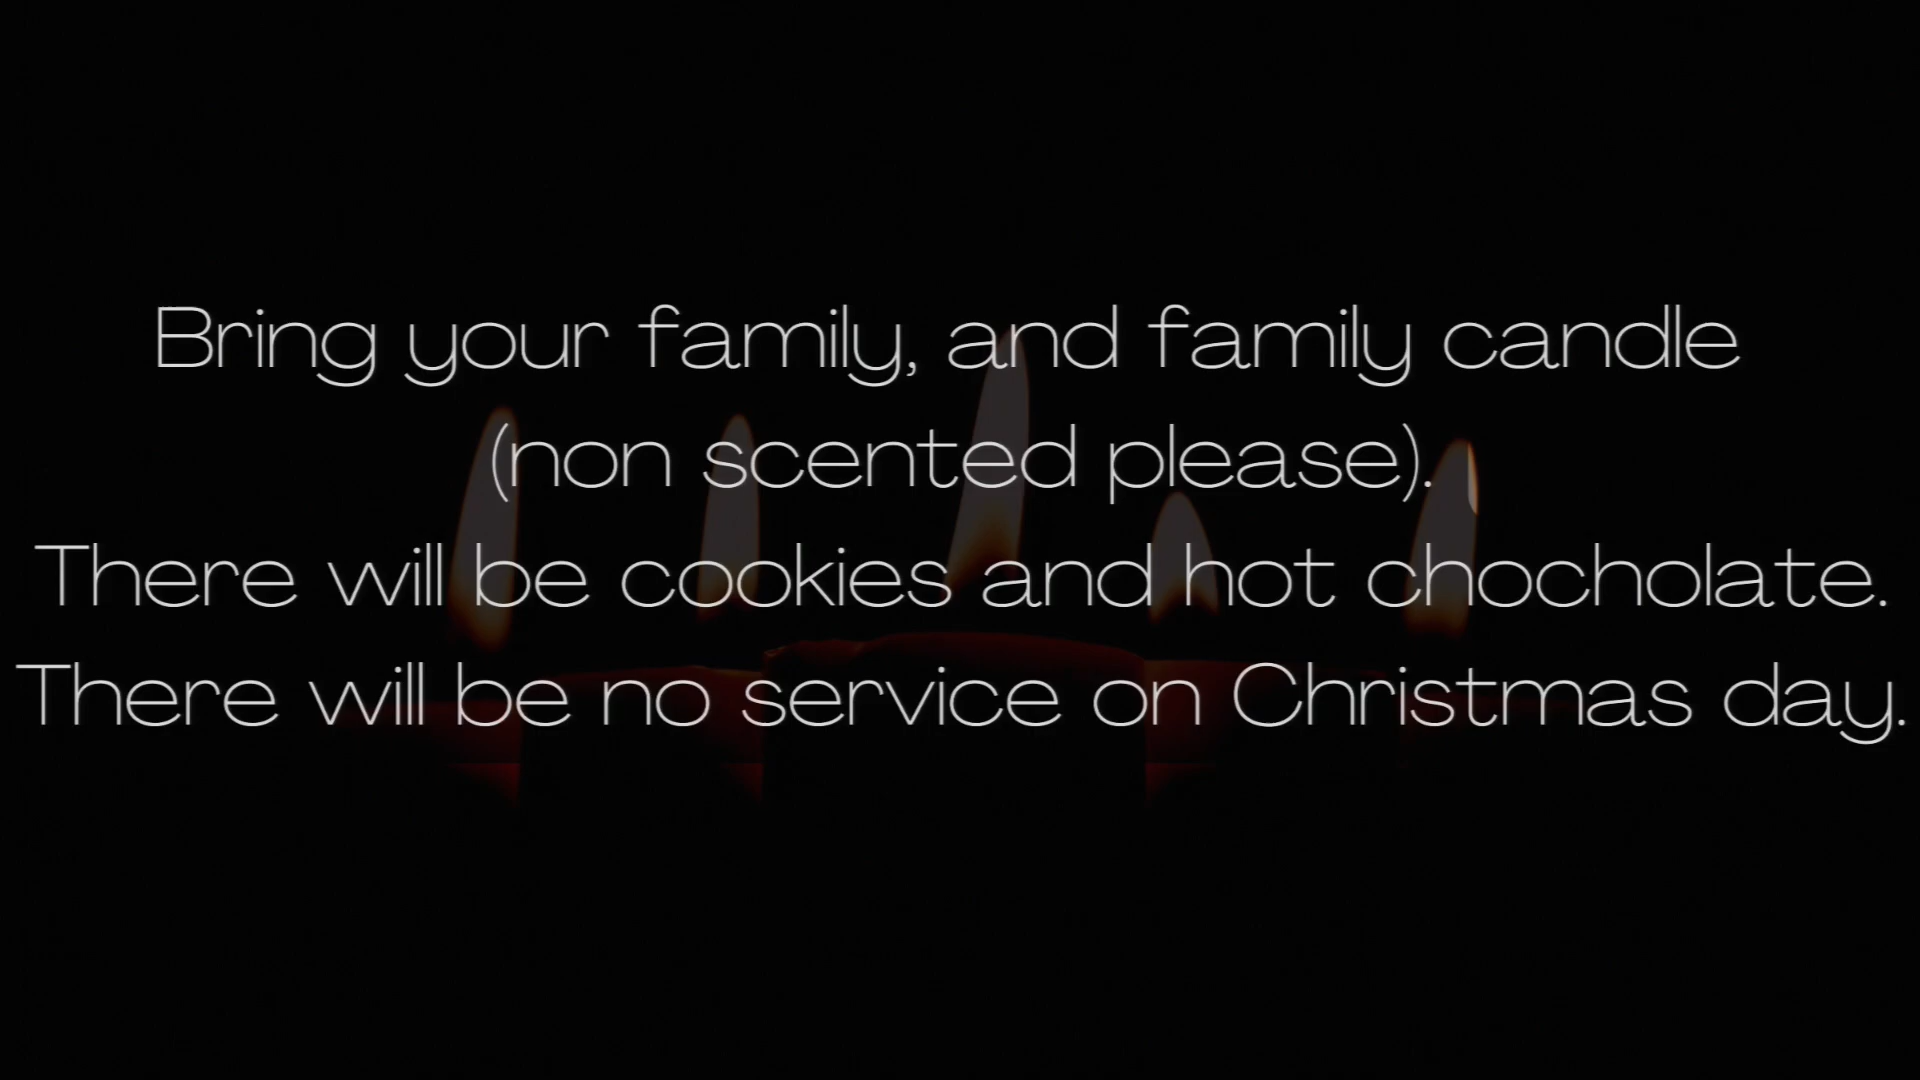 Bring your family, and family candle
(non scented please).
There will be cookies and hot chocholate.
There will be no service on Christmas day.